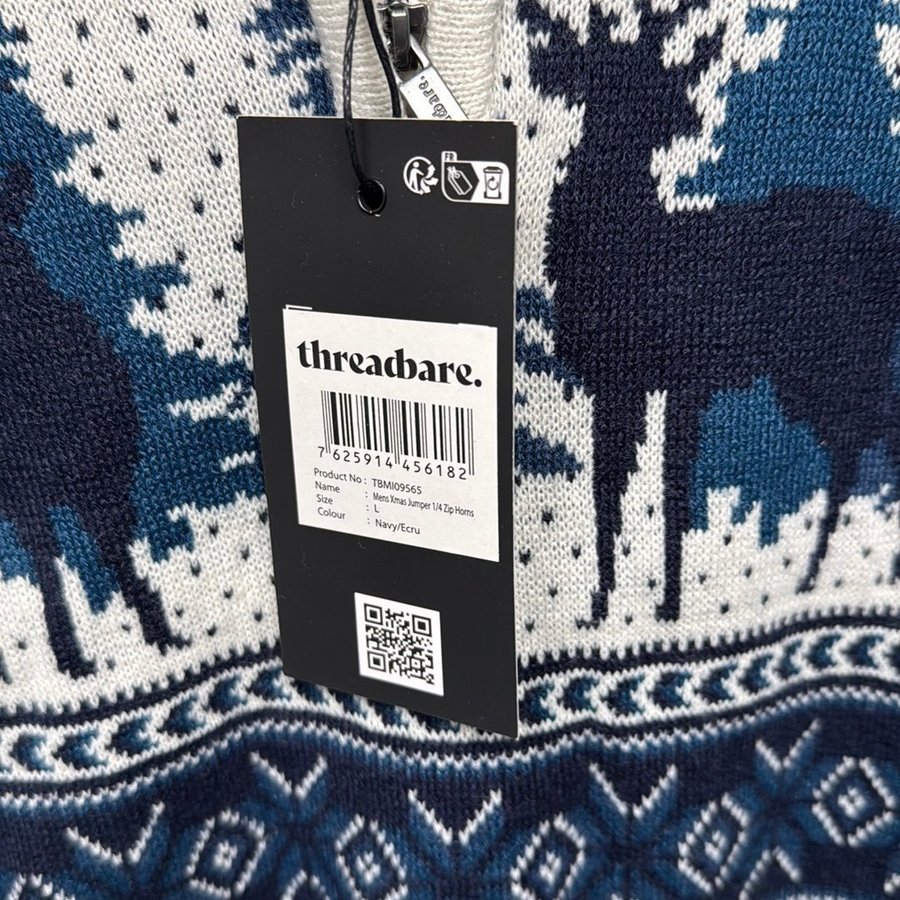 FR
threadbare.
7 625914 456182
Product No : TBMI09565
Name : Mens Xmas Jumper 1/4 Zip Horns
Size : L
Colour : Navy/Ecru